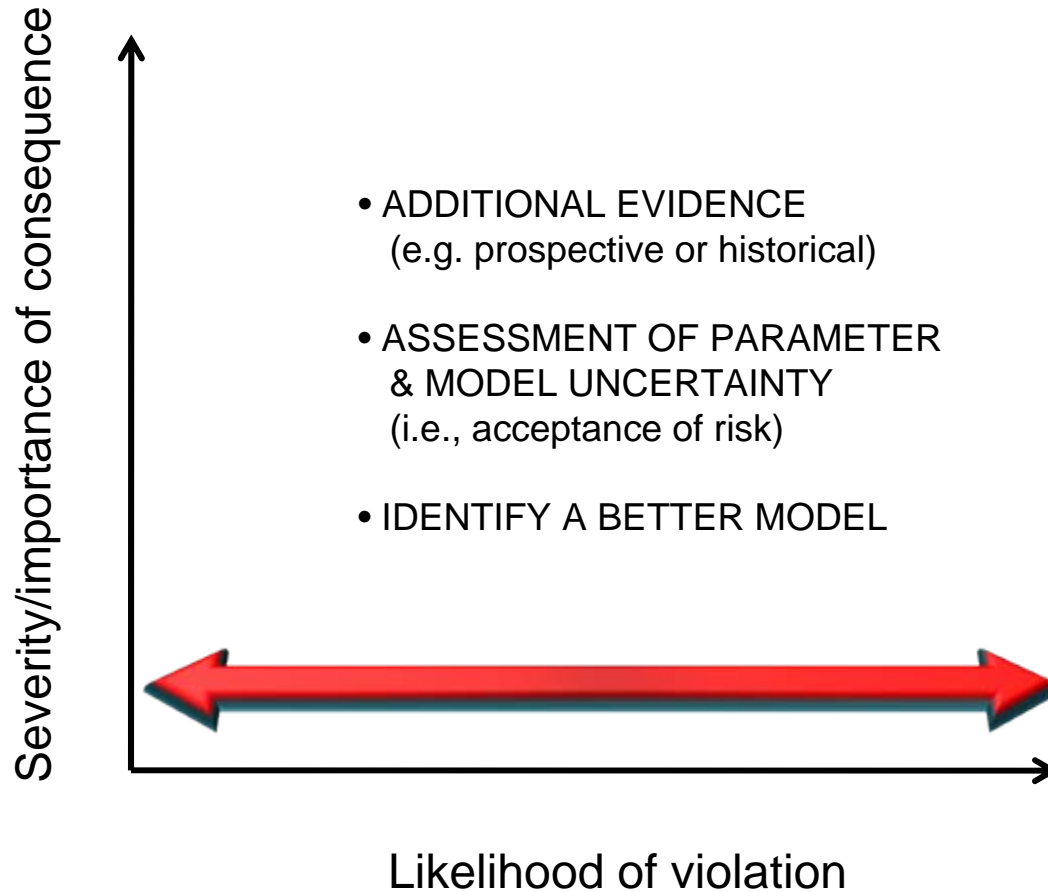 Severity/importance of consequence
• ADDITIONAL EVIDENCE
(e.g. prospective or historical)
• ASSESSMENT OF PARAMETER
& MODEL UNCERTAINTY
(i.e., acceptance of risk)
• IDENTIFY A BETTER MODEL
Likelihood of violation